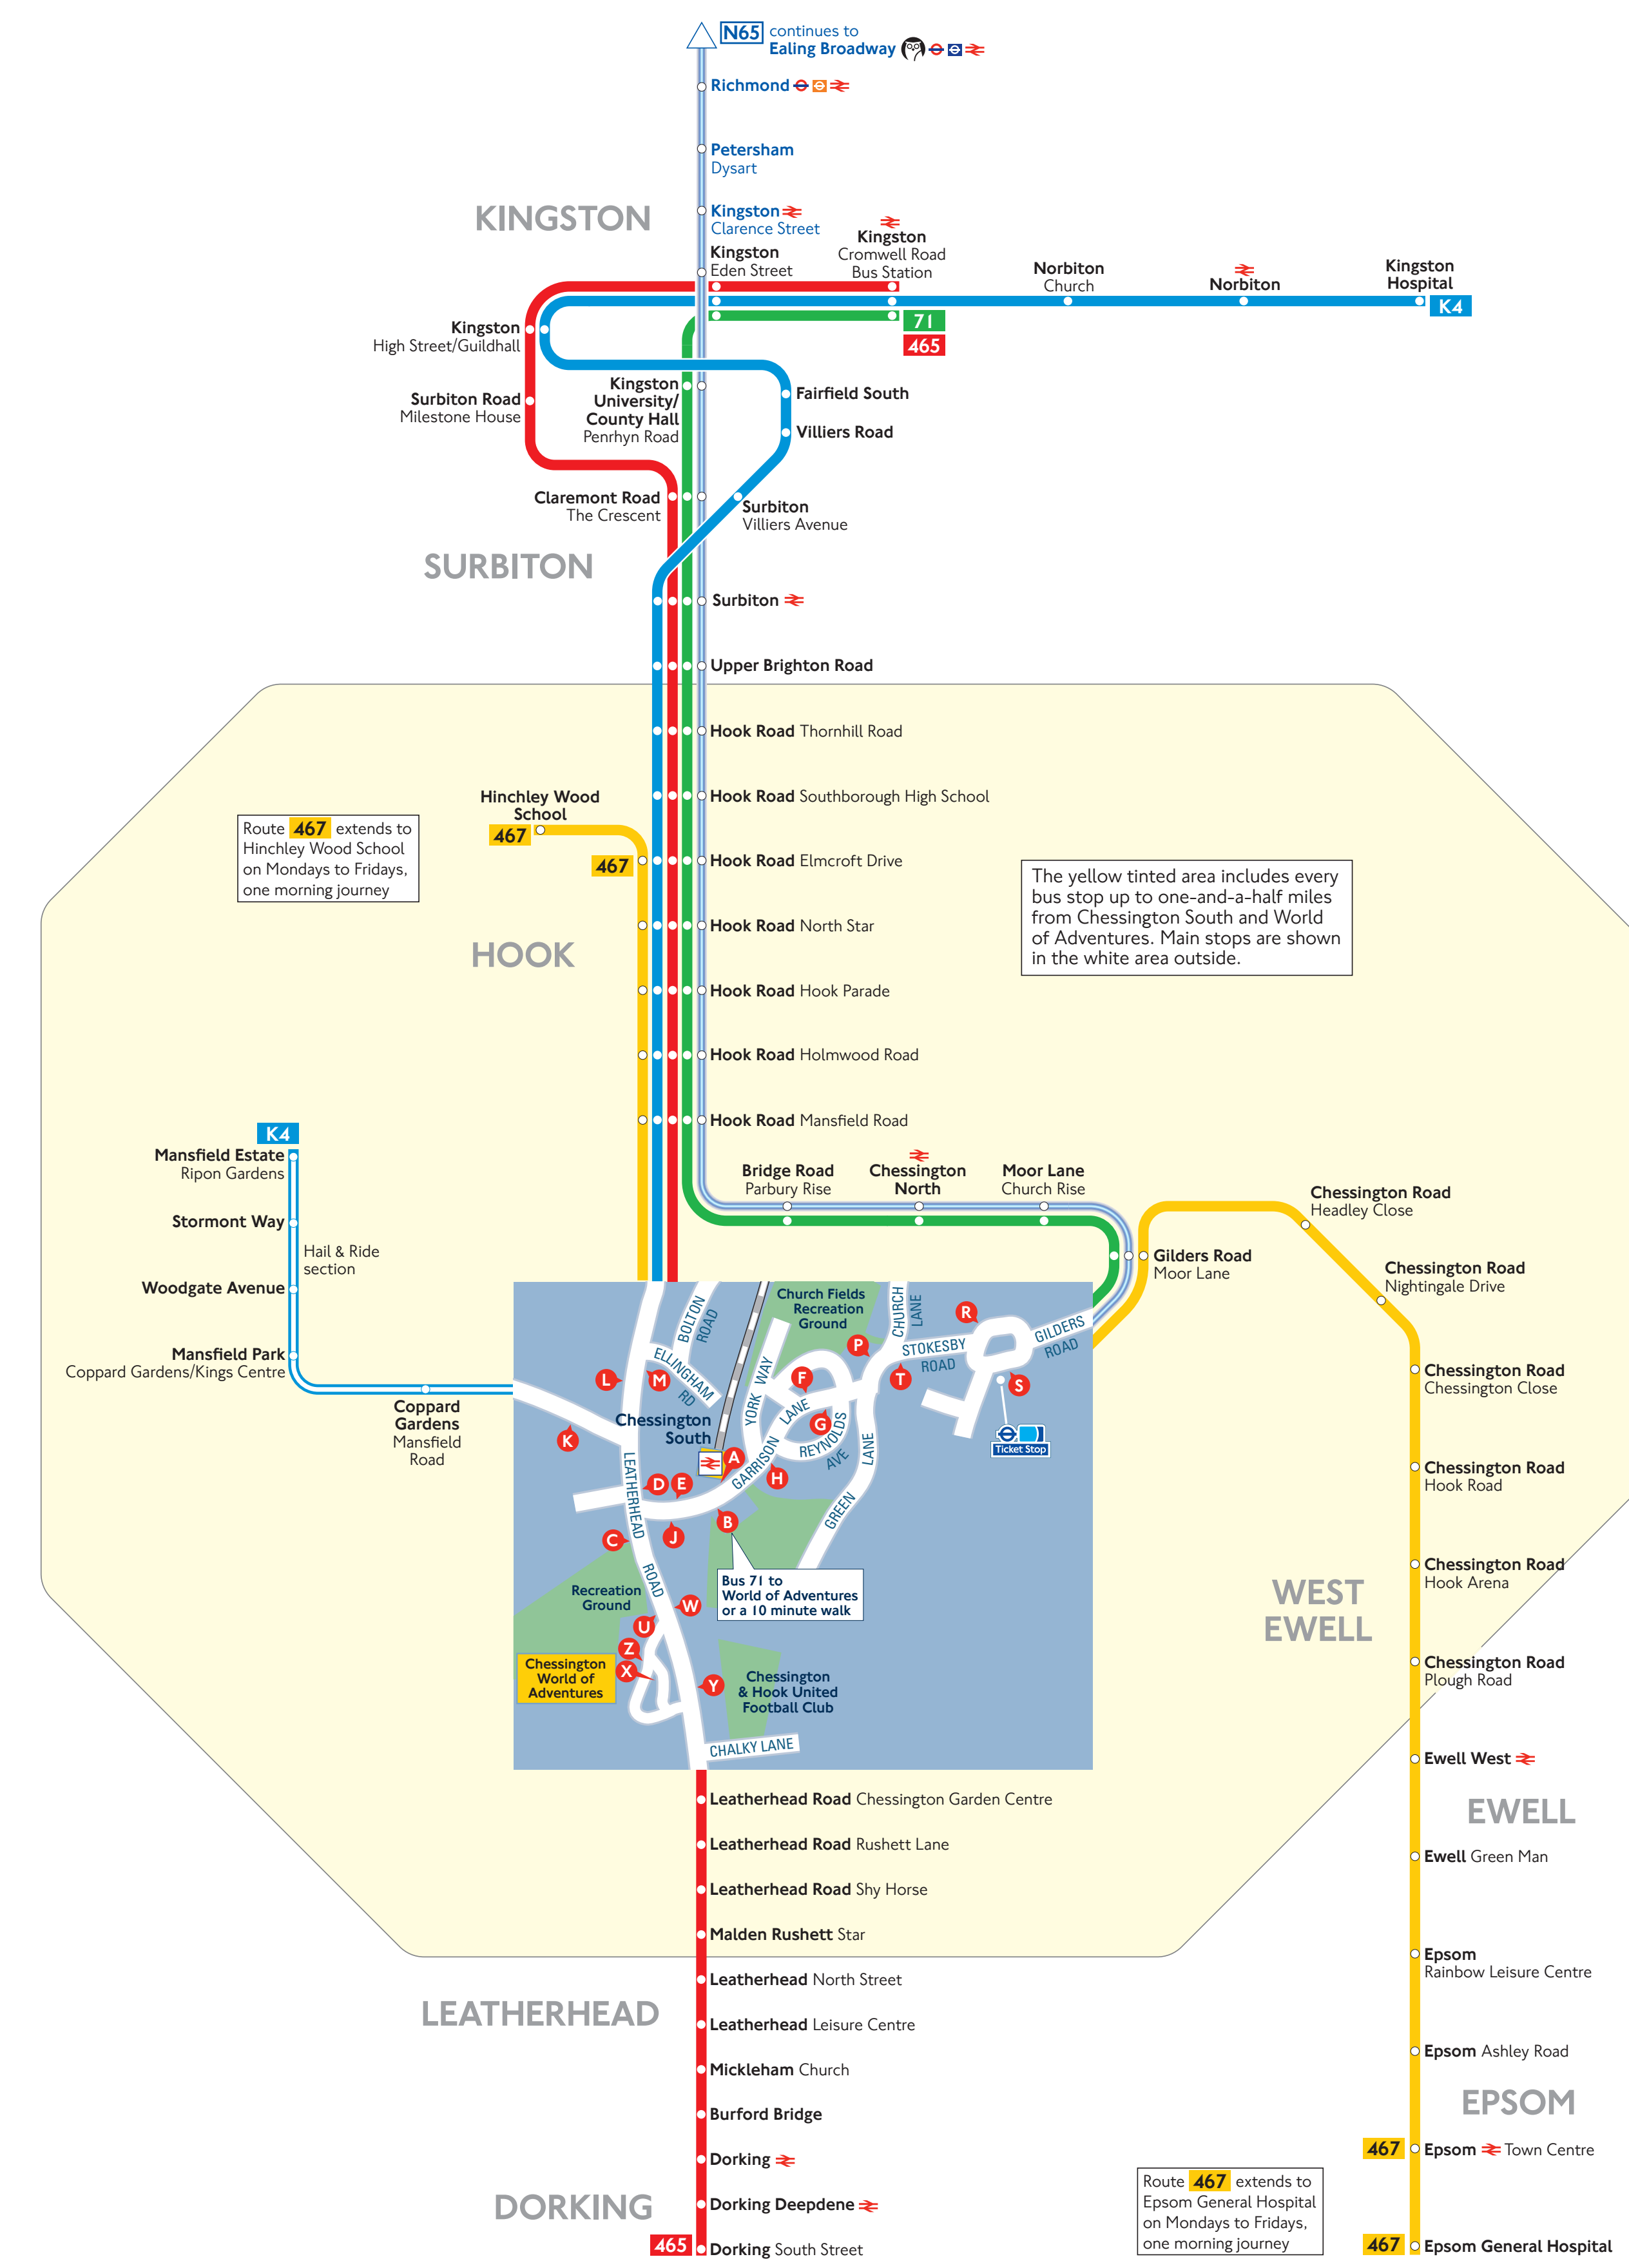 N65 continues to
Ealing Broadway
Richmond
Petersham
Dysart
KINGSTON
Kingston
Clarence Street
Kingston
Eden Street
Kingston
Cromwell Road
Bus Station
Norbiton
Church
Norbiton
Kingston
Hospital
K4
71
465
Kingston
High Street/Guildhall
Surbiton Road
Milestone House
Kingston
University/
County Hall
Penrhyn Road
Fairfield South
Villiers Road
Claremont Road
The Crescent
Surbiton
Villiers Avenue
SURBITON
Surbiton
Upper Brighton Road
Hook Road Thornhill Road
Hook Road Southborough High School
Hinchley Wood
School
467
467
Route 467 extends to
Hinchley Wood School
on Mondays to Fridays,
one morning journey
Hook Road Elmcroft Drive
The yellow tinted area includes every
bus stop up to one-and-a-half miles
from Chessington South and World
of Adventures. Main stops are shown
in the white area outside.
Hook Road North Star
HOOK
Hook Road Hook Parade
Hook Road Holmwood Road
Hook Road Mansfield Road
K4
Mansfield Estate
Ripon Gardens
Stormont Way
Hail & Ride
section
Woodgate Avenue
Mansfield Park
Coppard Gardens/Kings Centre
Coppard
Gardens
Mansfield
Road
Bridge Road
Parbury Rise
Chessington
North
Moor Lane
Church Rise
Gilders Road
Moor Lane
Chessington Road
Headley Close
Chessington Road
Nightingale Drive
Chessington Road
Chessington Close
Chessington Road
Hook Road
Chessington Road
Hook Arena
WEST
EWELL
Chessington Road
Plough Road
Ewell West
EWELL
Ewell Green Man
Epsom
Rainbow Leisure Centre
Epsom Ashley Road
EPSOM
467
Epsom Town Centre
Route 467 extends to
Epsom General Hospital
on Mondays to Fridays,
one morning journey
467
Epsom General Hospital
BOLTON
ROAD
Church Fields
Recreation
Ground
CHURCH
LANE
R
P
STOKESBY
ROAD
GILDERS
ROAD
ELLINGHAM
RD
L
M
YORK WAY
F
T
S
LANE
G
Ticket Stop
Chessington
South
K
REYNOLDS
AVE
LANE
A
GARRISON
H
LEATHERHEAD
D
E
GREEN
B
C
J
ROAD
Bus 71 to
World of Adventures
or a 10 minute walk
Recreation
Ground
W
U
Z
X
Chessington
World of
Adventures
Y
Chessington
& Hook United
Football Club
CHALKY LANE
Leatherhead Road Chessington Garden Centre
Leatherhead Road Rushett Lane
Leatherhead Road Shy Horse
Malden Rushett Star
Leatherhead North Street
LEATHERHEAD
Leatherhead Leisure Centre
Mickleham Church
Burford Bridge
Dorking
Dorking Deepdene
DORKING
465
Dorking South Street